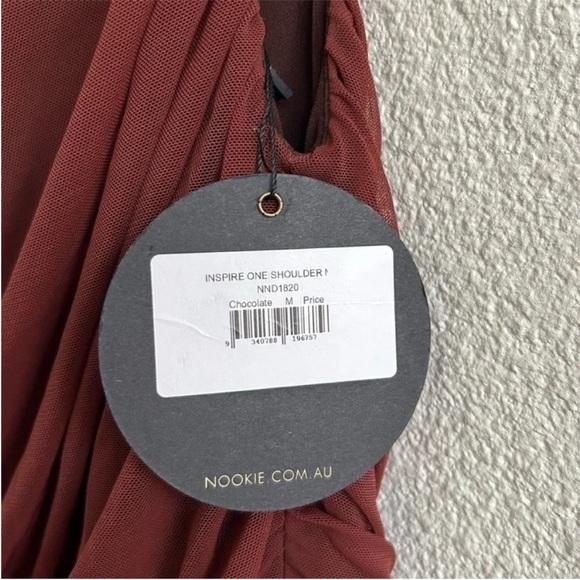 INSPIRE ONE SHOULDER
NND1820
Chocolate M Price
9 340788 196757
NOOKIE.COM.AU